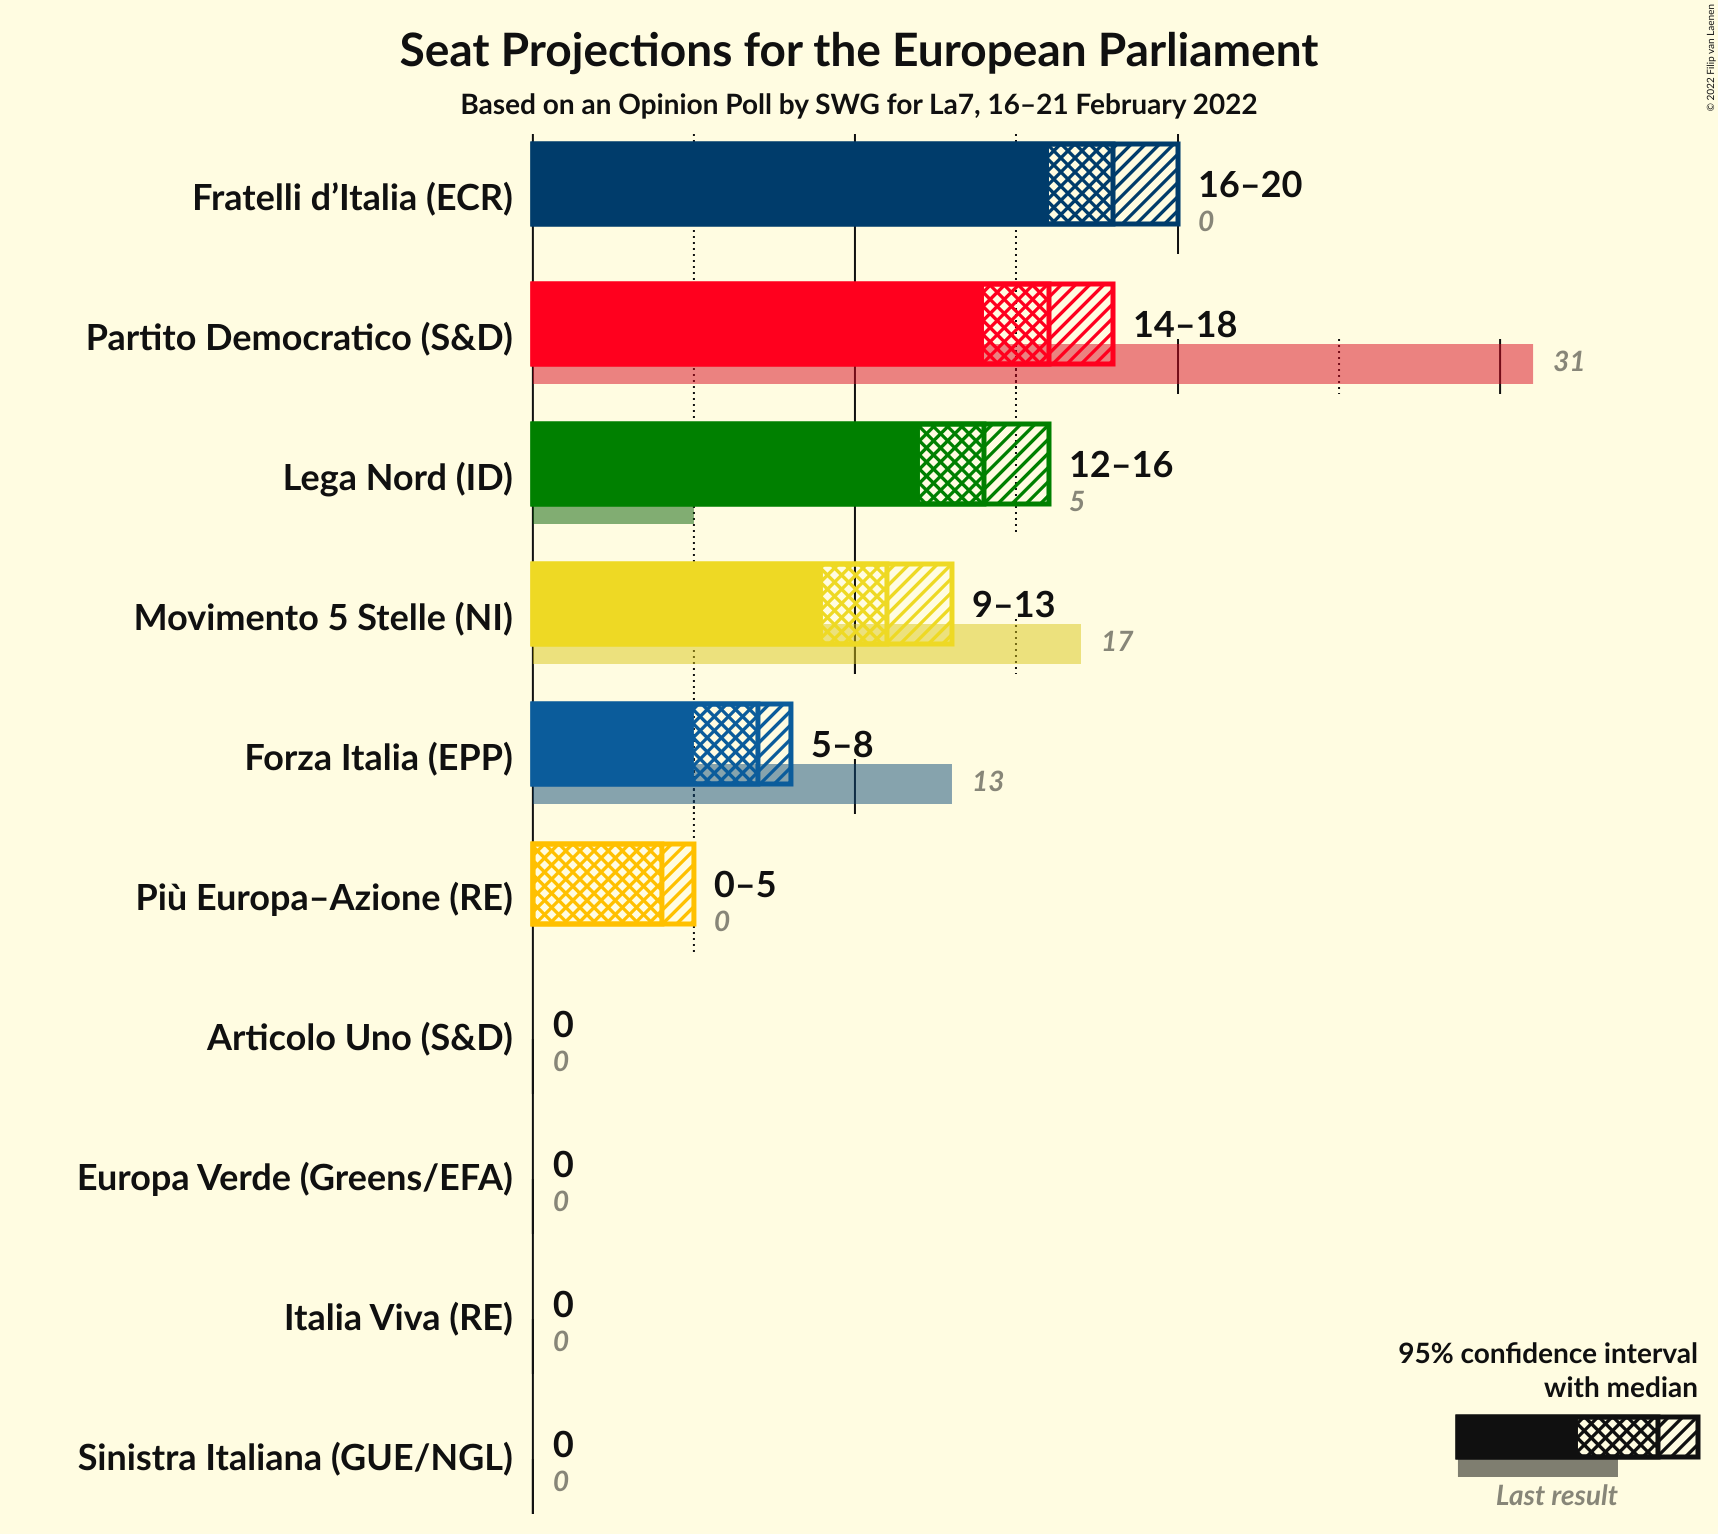 Seat Projections for the European Parliament
Based on an Opinion Poll by SWG for La7, 16–21 February 2022
© 2022 Filip van Laenen
Fratelli d’Italia (ECR)
16–20
0
Partito Democratico (S&D)
14–18
31
Lega Nord (ID)
12–16
5
Movimento 5 Stelle (NI)
9–13
17
Forza Italia (EPP)
5–8
13
Più Europa–Azione (RE)
0–5
0
Articolo Uno (S&D)
0
0
Europa Verde (Greens/EFA)
0
0
Italia Viva (RE)
0
0
Sinistra Italiana (GUE/NGL)
0
0
95% confidence interval
with median
Last result